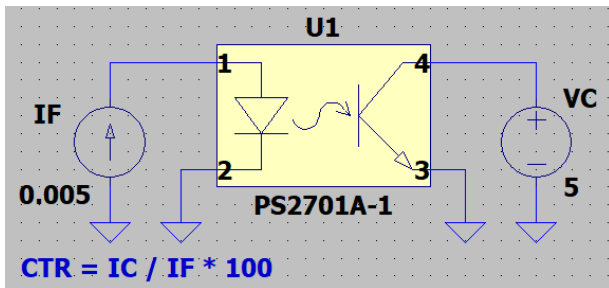 U1
1
4
IF
VC
2
3
0.005
5
PS2701A-1
CTR = IC / IF * 100